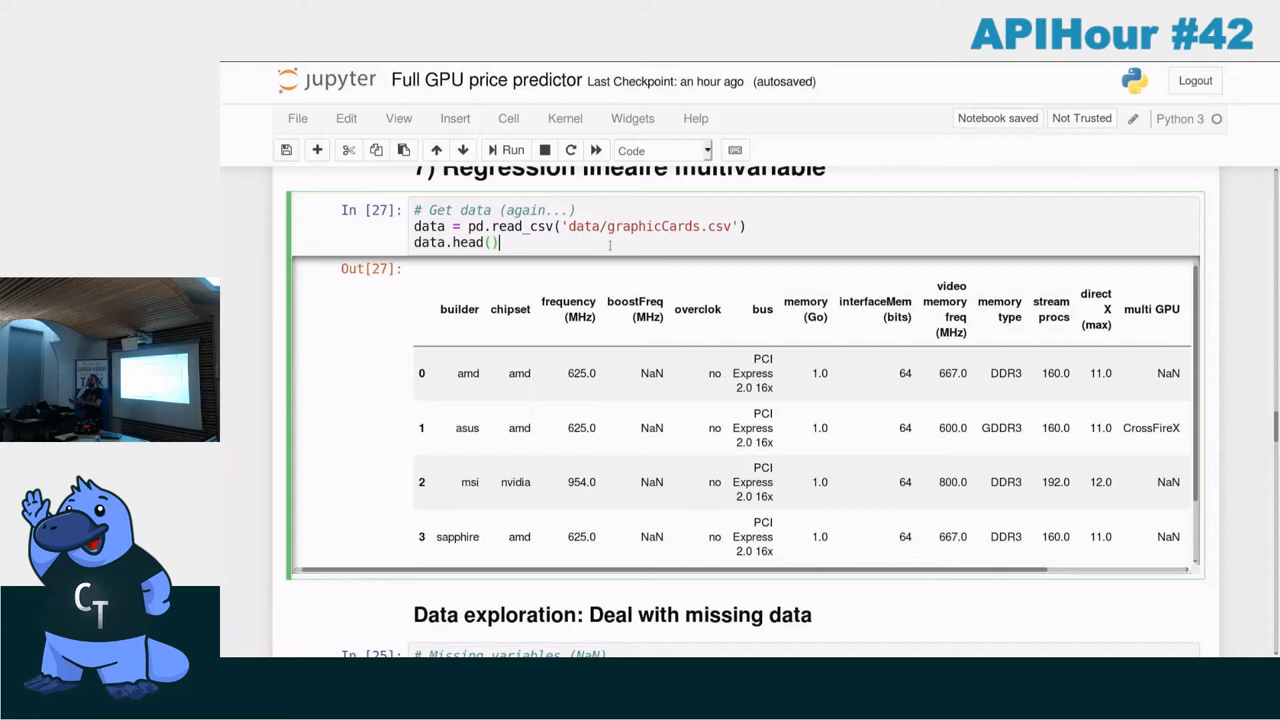 APIHour #42
jupyter Full GPU price predictor Last Checkpoint: an hour ago (autosaved) Logout
File Edit View Insert Cell Kernel Widgets Help Notebook saved Not Trusted Python 3
Run Code
7) Regression linéaire multivariable
In [27]: # Get data (again...)
data = pd.read_csv('data/graphicCards.csv')
data.head()
Out[27]:
builder chipset frequency (MHz) boostFreq (MHz) overclok bus memory (Go) interfaceMem (bits) video memory freq (MHz) memory type stream procs direct X (max) multi GPU
0 amd amd 625.0 NaN no PCI Express 2.0 16x 1.0 64 667.0 DDR3 160.0 11.0 NaN
1 asus amd 625.0 NaN no PCI Express 2.0 16x 1.0 64 600.0 GDDR3 160.0 11.0 CrossFireX
2 msi nvidia 954.0 NaN no PCI Express 2.0 16x 1.0 64 800.0 DDR3 192.0 12.0 NaN
3 sapphire amd 625.0 NaN no PCI Express 2.0 16x 1.0 64 667.0 DDR3 160.0 11.0 NaN
Data exploration: Deal with missing data
In [25]: # Missing variables (NaN)
CT